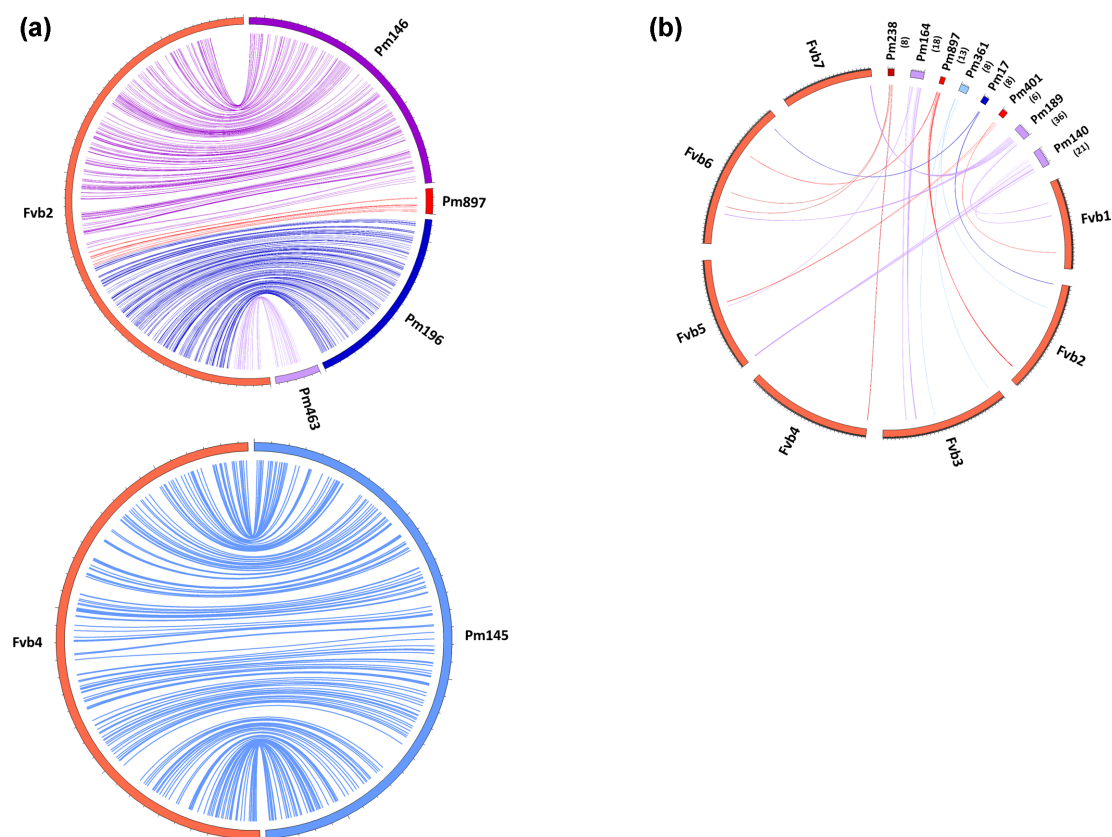 (a)
Pm146
Fvb2
Pm897
Pm196
Pm463
Fvb4
Pm145
(b)
Pm238
(8)
Pm164
(18)
Pm897
(13)
Pm361
(8)
Pm17
(8)
Pm401
(6)
Pm189
(36)
Pm140
(21)
Fvb7
Fvb6
Fvb1
Fvb5
Fvb2
Fvb4
Fvb3